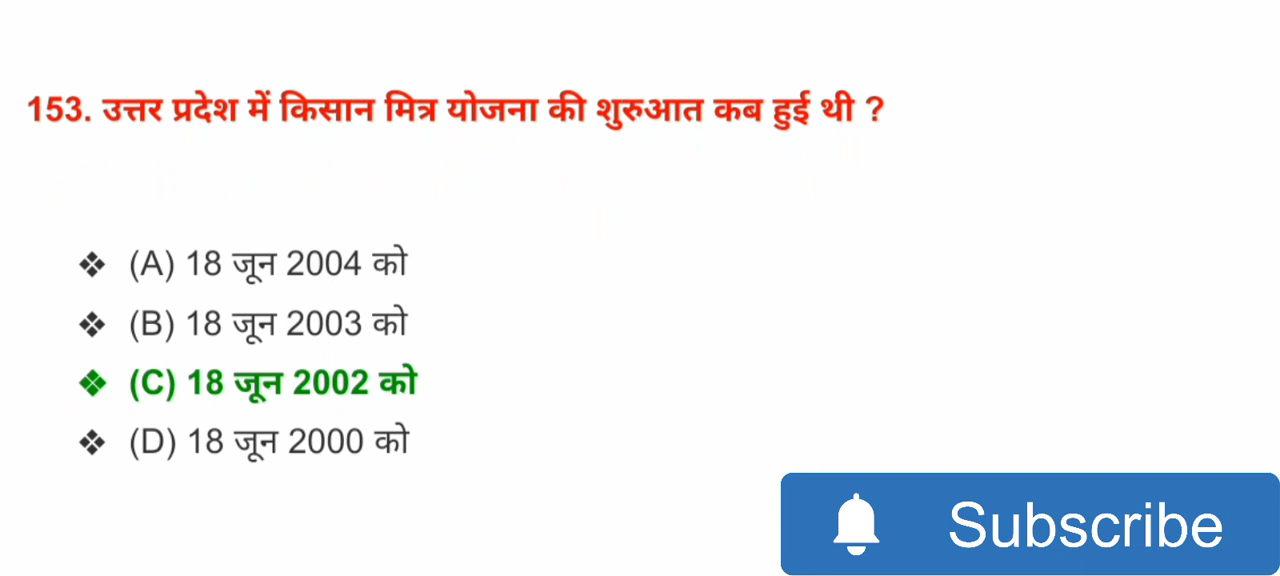 153. उत्तर प्रदेश में किसान मित्र योजना की शुरुआत कब हुई थी ?
❖ (A) 18 जून 2004 को
❖ (B) 18 जून 2003 को
❖ (C) 18 जून 2002 को
❖ (D) 18 जून 2000 को
Subscribe